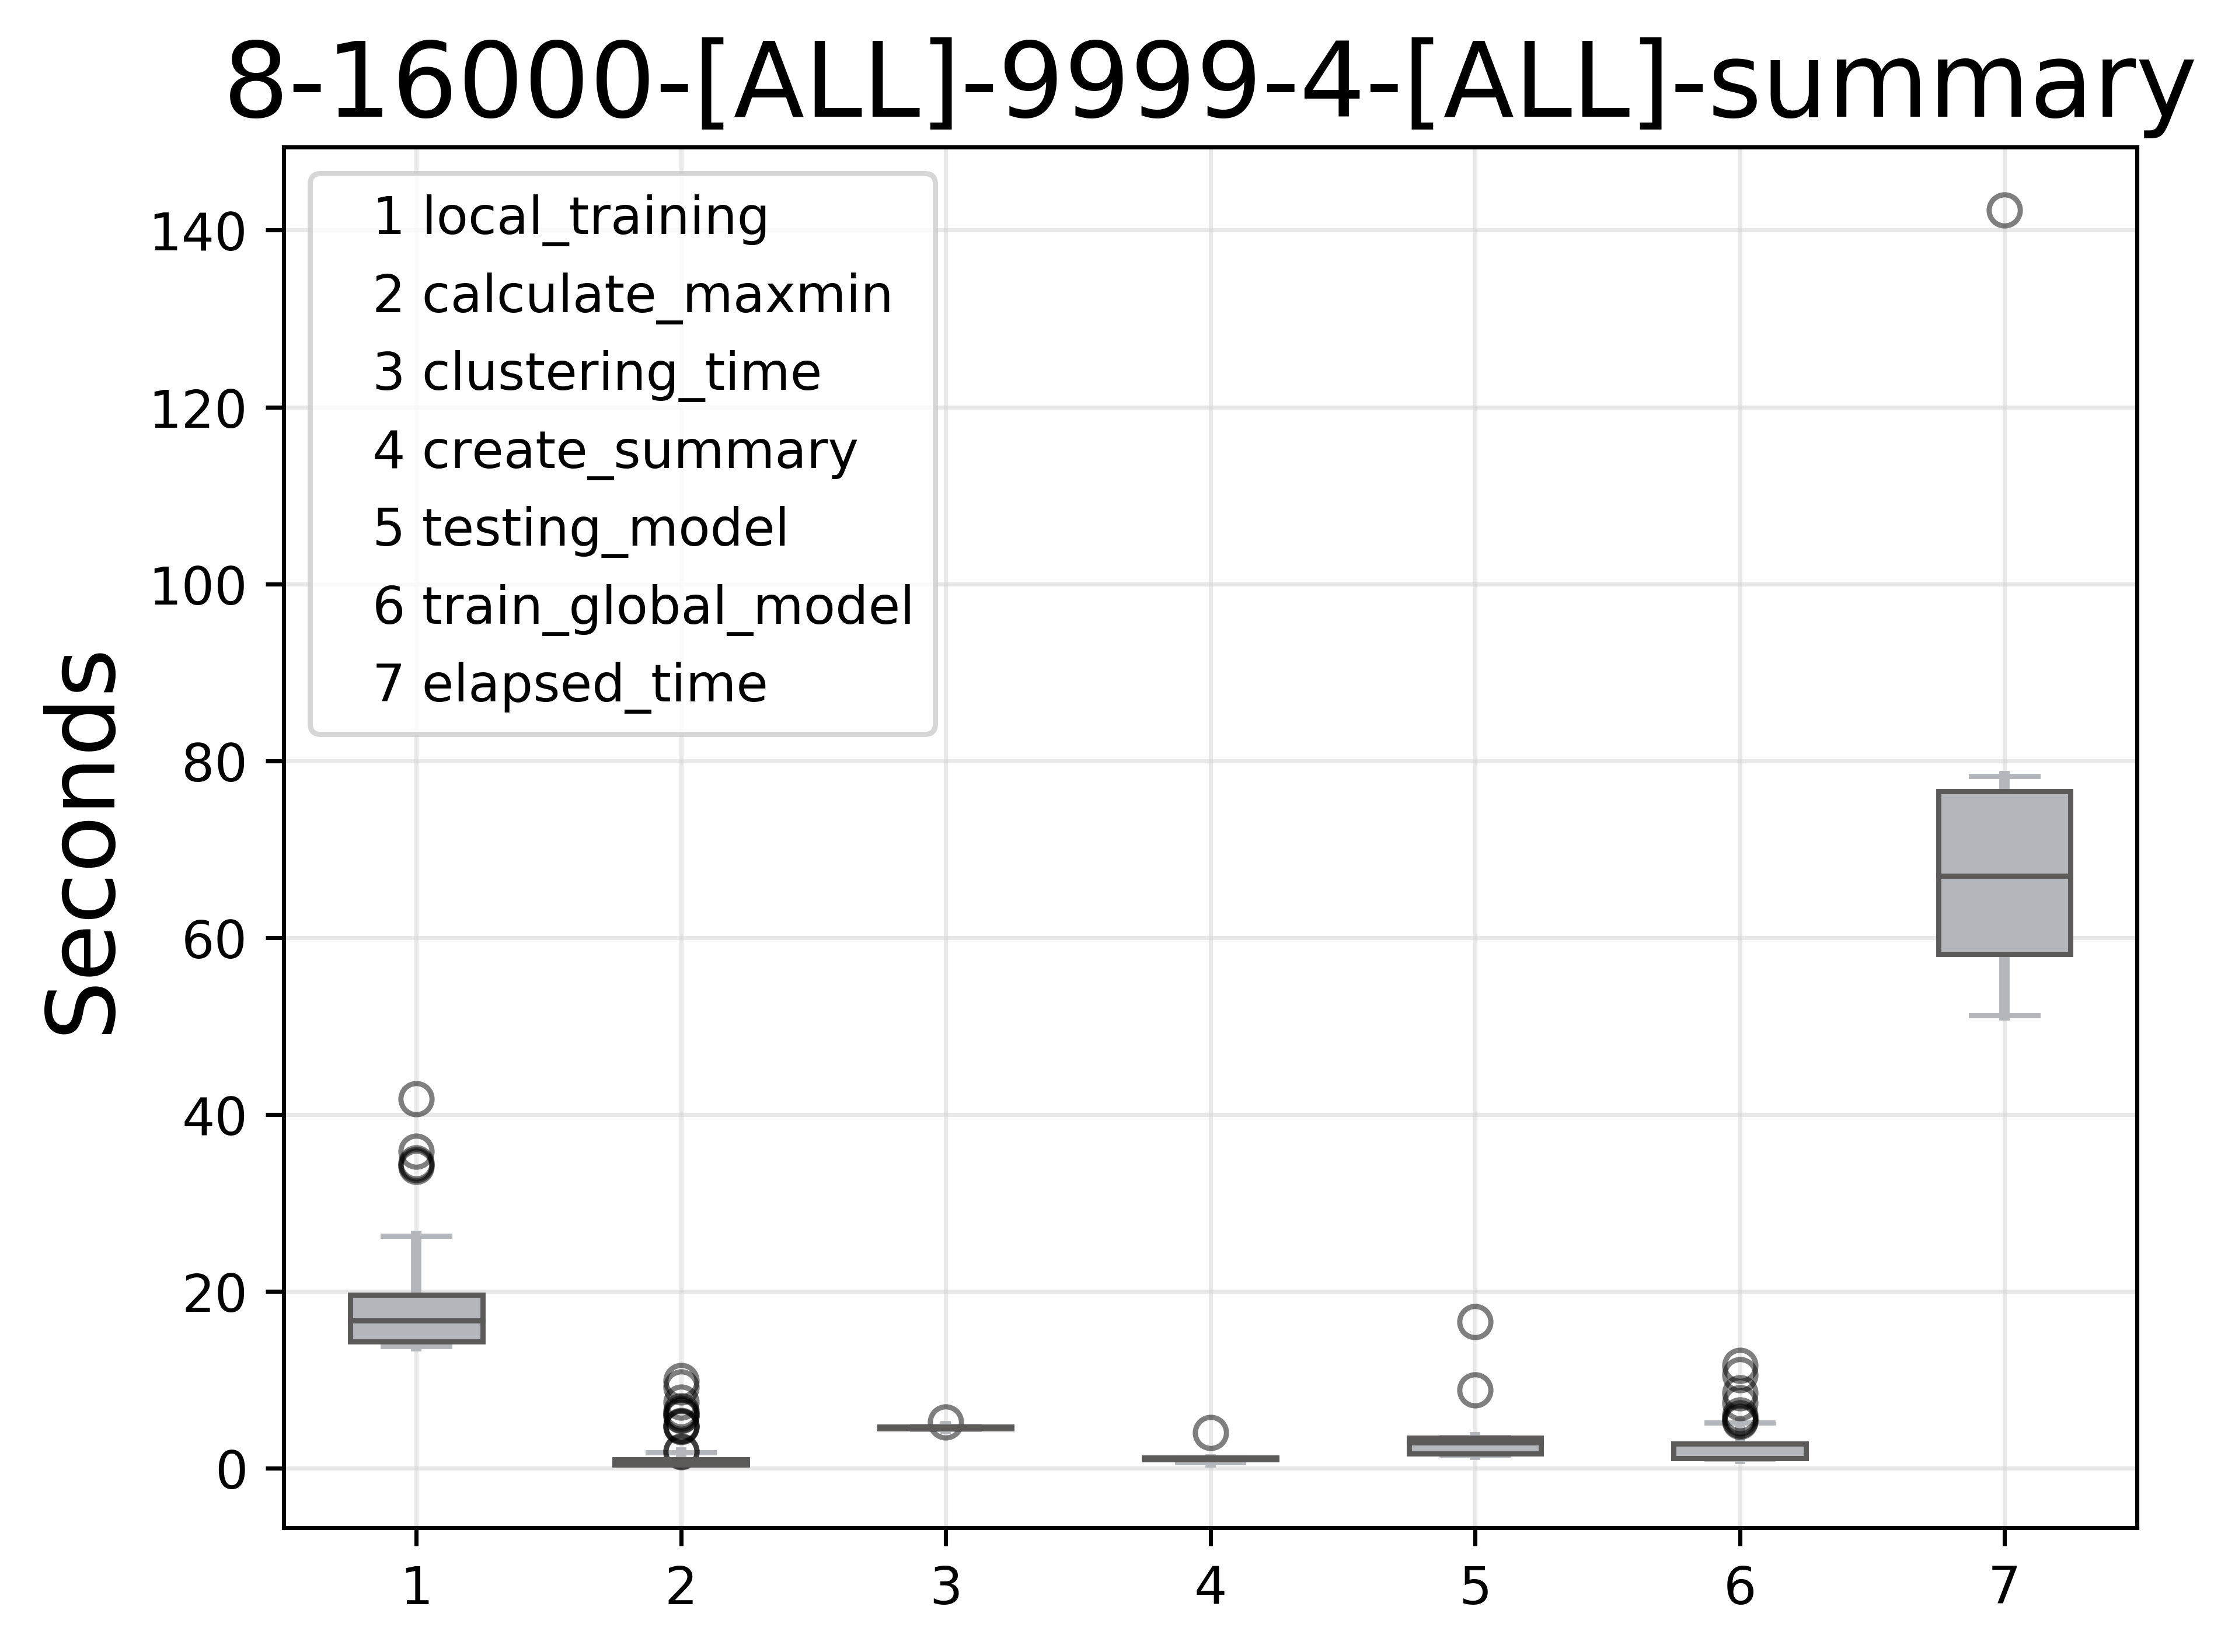 8-16000-[ALL]-9999-4-[ALL]-summary
1 local_training
2 calculate_maxmin
3 clustering_time
4 create_summary
5 testing_model
6 train_global_model
7 elapsed_time
Seconds
140
120
100
80
60
40
20
0
1 2 3 4 5 6 7